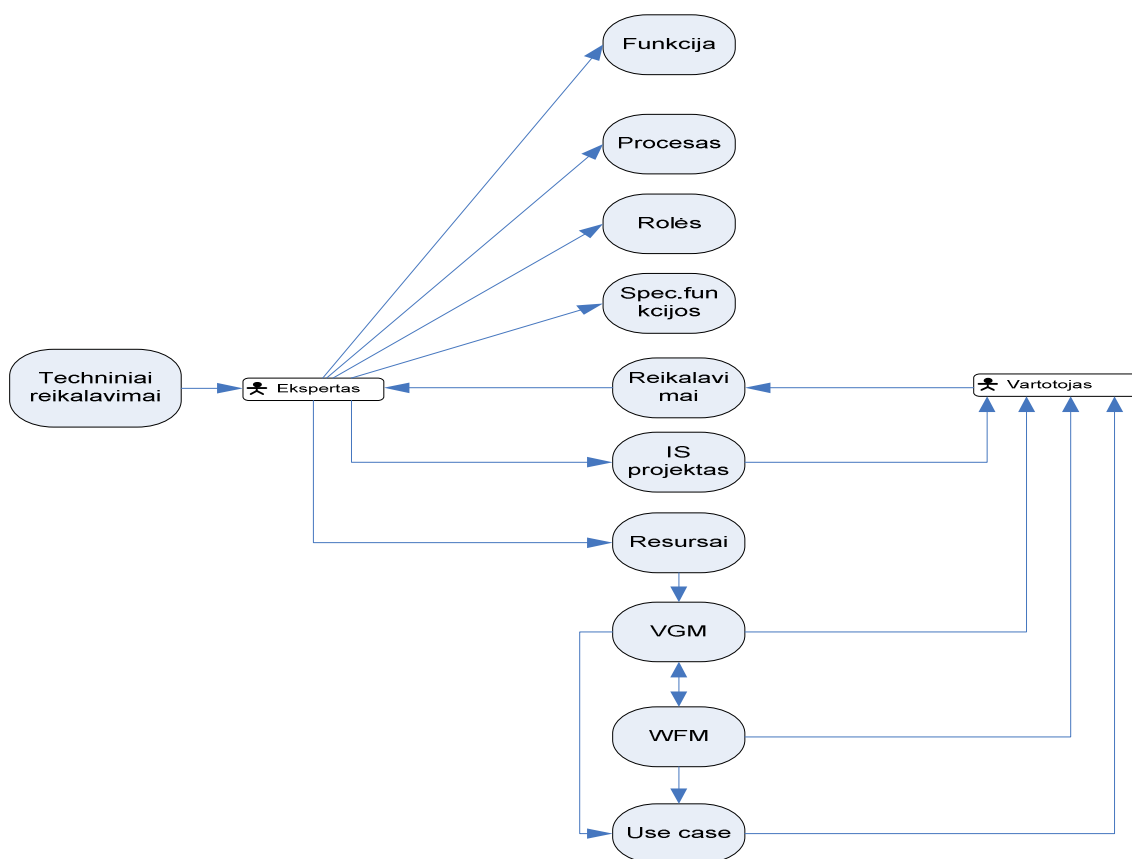 Funkcija
Procesas
Rolės
Spec.fun
kcijos
Techniniai
reikalavimai
Ekspertas
Reikalavi
mai
Vartotojas
IS
projektas
Resursai
VGM
WFM
Use case